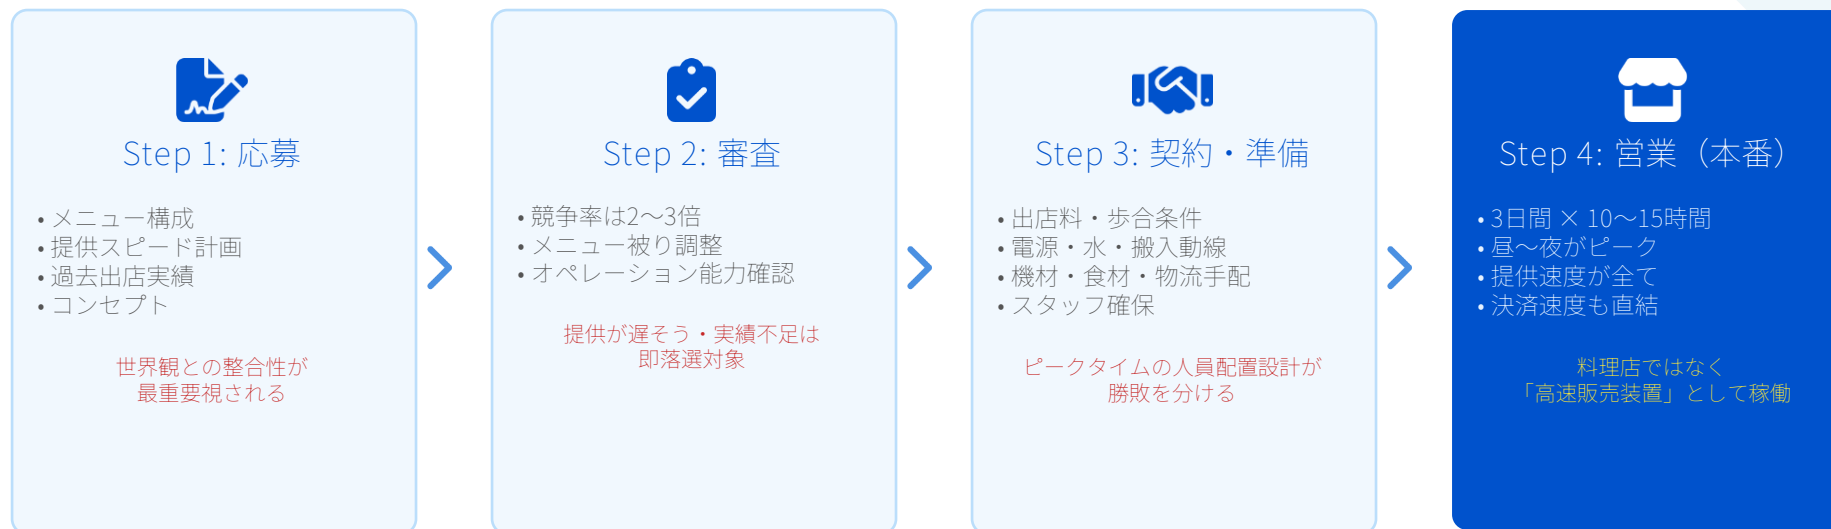 Step 1: 応募
• メニュー構成
• 提供スピード計画
• 過去出店実績
• コンセプト
世界観との整合性が
最重要視される
Step 2: 審査
• 競争率は2〜3倍
• メニュー被り調整
• オペレーション能力確認
提供が遅そう・実績不足は
即落選対象
Step 3: 契約・準備
• 出店料・歩合条件
• 電源・水・搬入動線
• 機材・食材・物流手配
• スタッフ確保
ピークタイムの人員配置設計が
勝敗を分ける
Step 4: 営業（本番）
• 3日間 × 10〜15時間
• 昼〜夜がピーク
• 提供速度が全て
• 決済速度も直結
料理店ではなく
「高速販売装置」として稼働